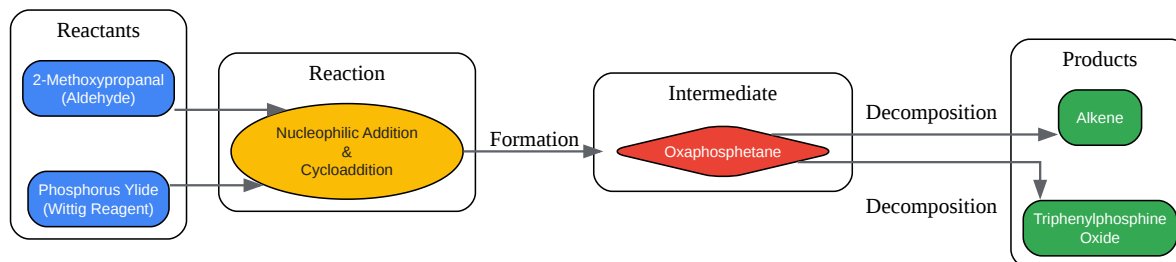 Reactants
2-Methoxypropanal
(Aldehyde)
Phosphorus Ylide
(Wittig Reagent)
Reaction
Nucleophilic Addition
&
Cycloaddition
Formation
Intermediate
Oxaphosphetane
Decomposition
Decomposition
Products
Alkene
Triphenylphosphine
Oxide